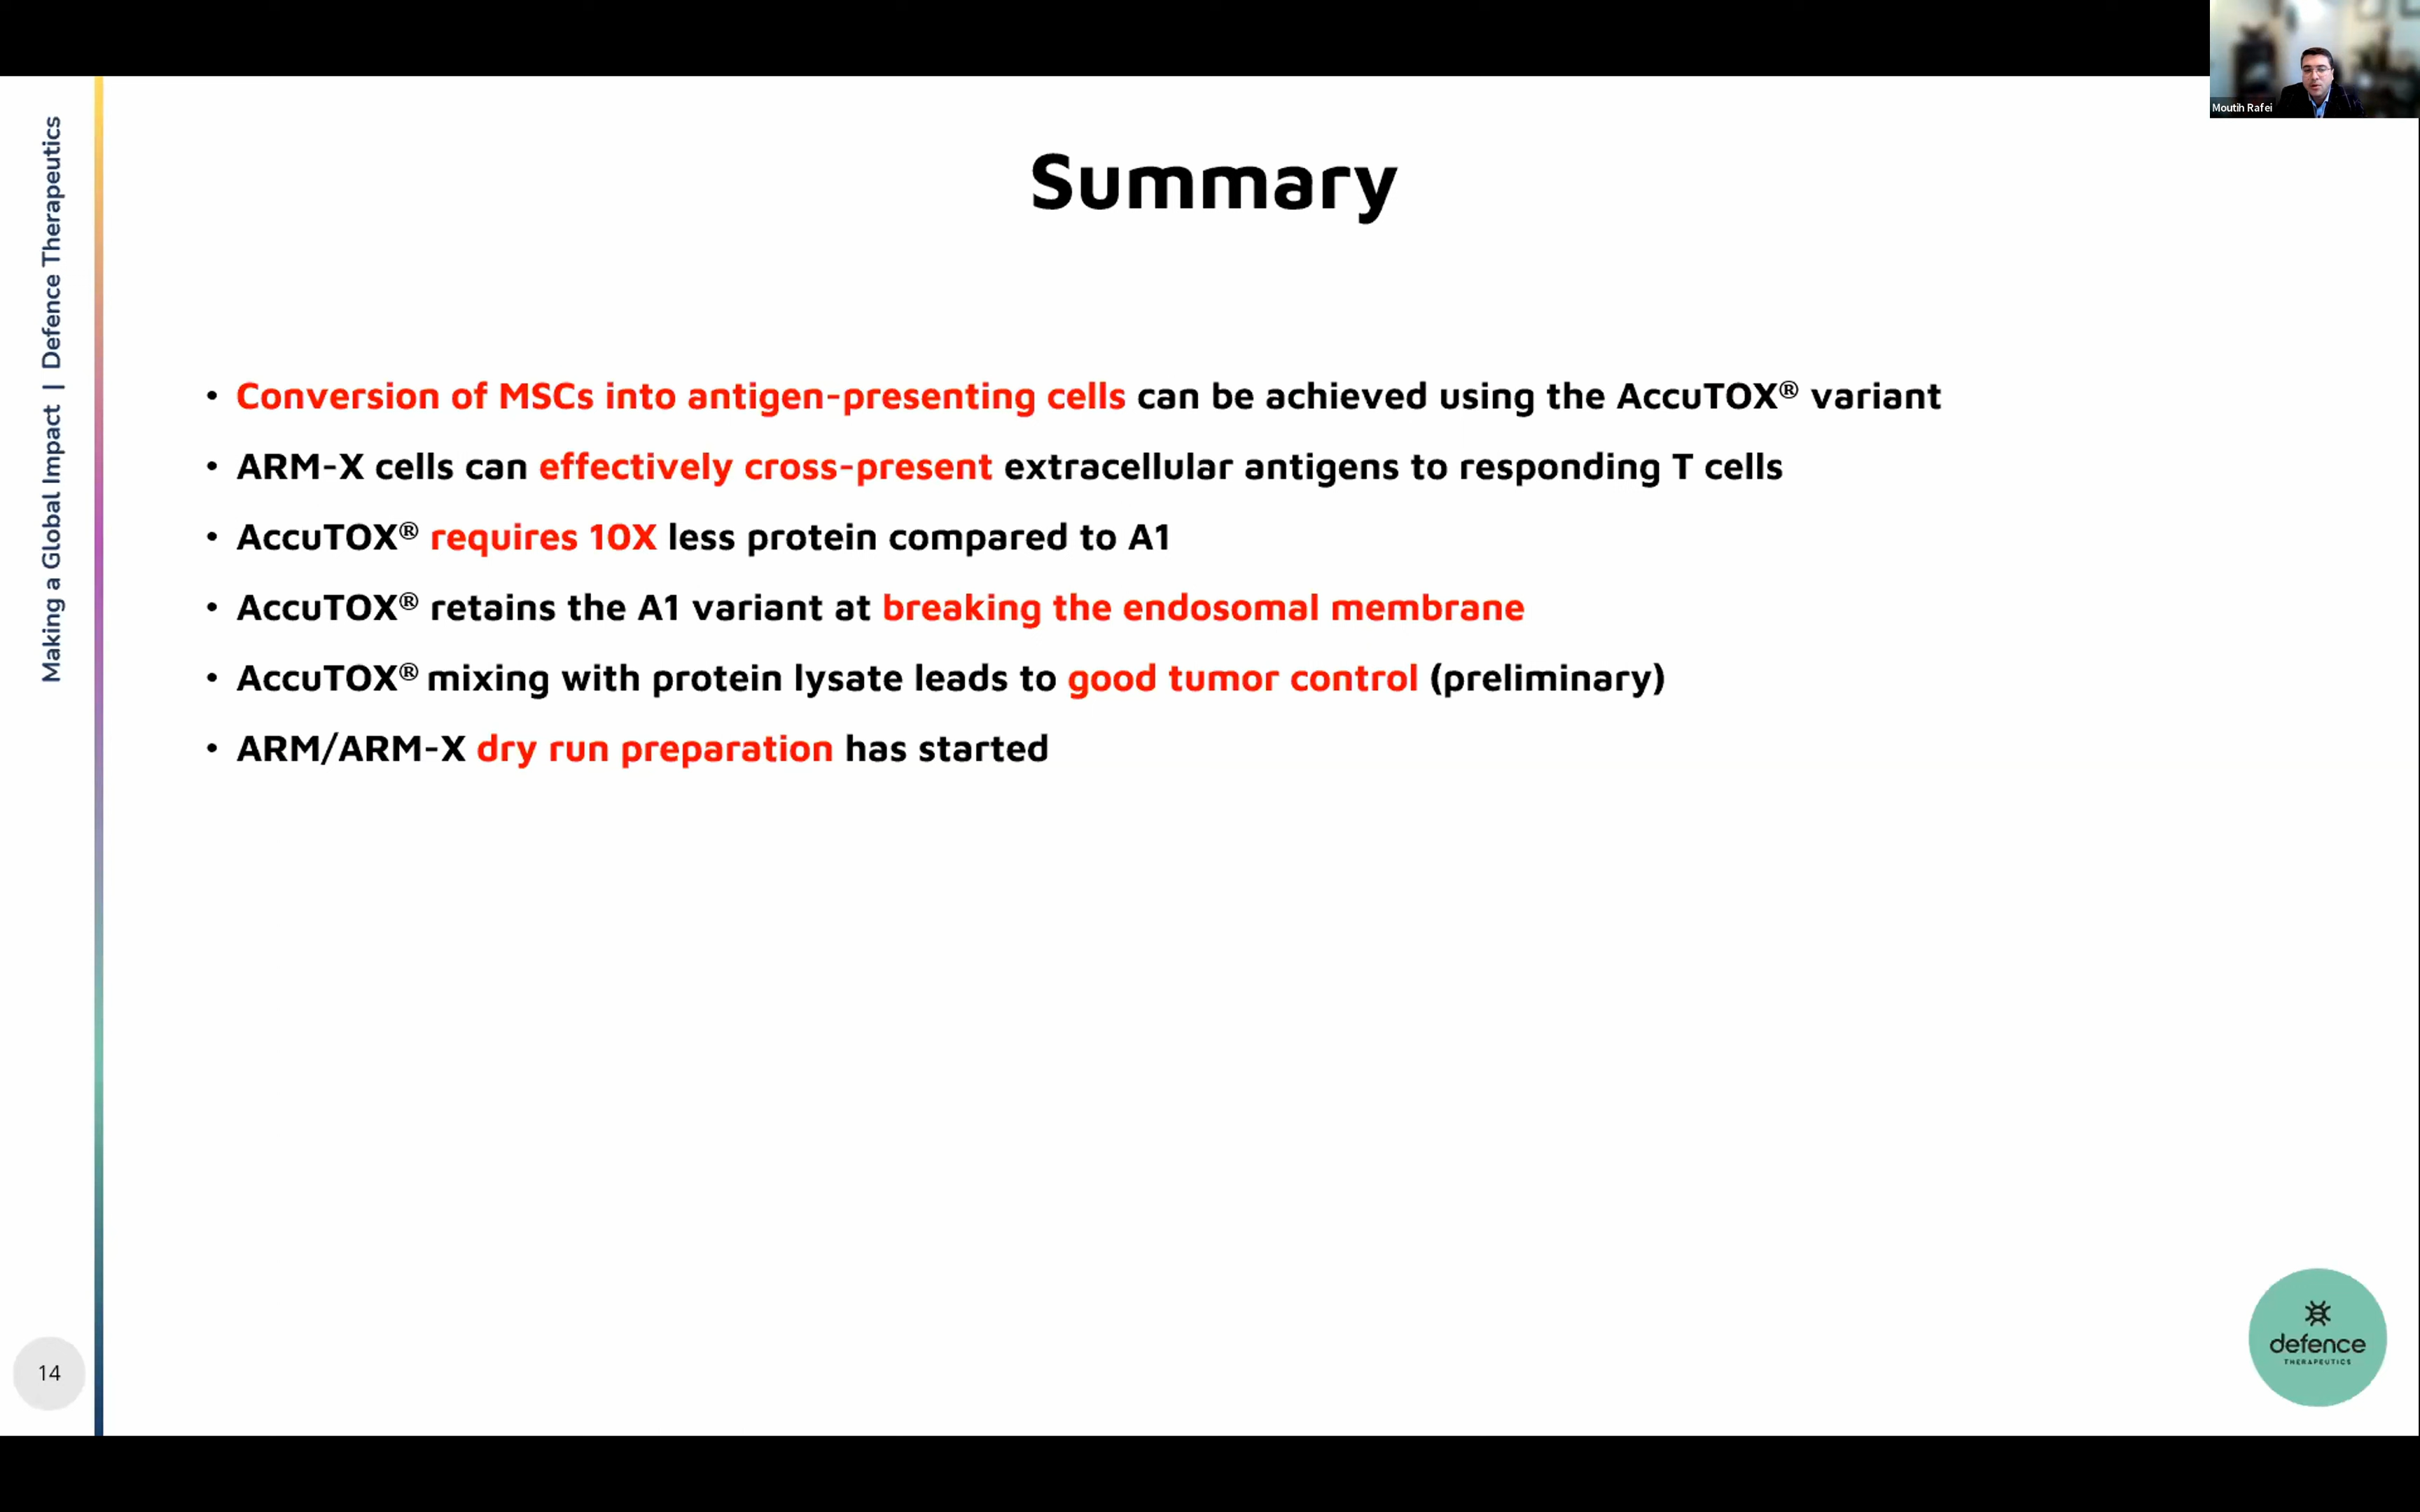 Moutih Rafei
Making a Global Impact | Defence Therapeutics
Summary
• Conversion of MSCs into antigen-presenting cells can be achieved using the AccuTOX® variant
• ARM-X cells can effectively cross-present extracellular antigens to responding T cells
• AccuTOX® requires 10X less protein compared to A1
• AccuTOX® retains the A1 variant at breaking the endosomal membrane
• AccuTOX® mixing with protein lysate leads to good tumor control (preliminary)
• ARM/ARM-X dry run preparation has started
14
defence
THERAPEUTICS